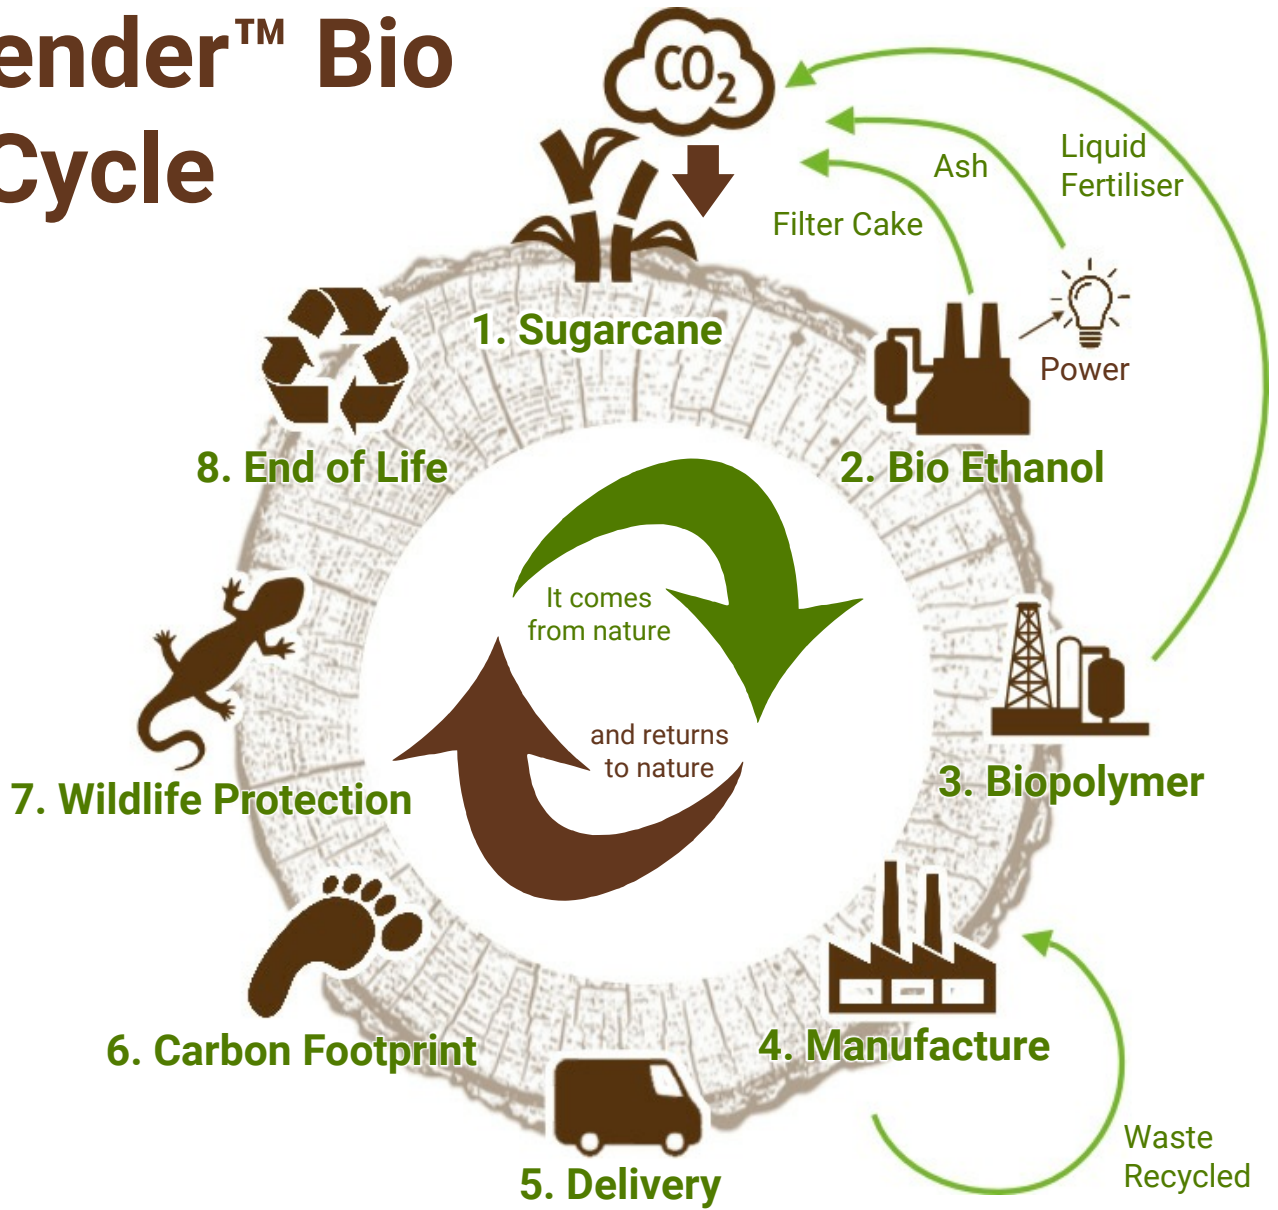 ender™ Bio
Cycle
CO₂
Ash
Liquid
Fertiliser
Filter Cake
Power
1. Sugarcane
2. Bio Ethanol
8. End of Life
It comes
from nature
and returns
to nature
3. Biopolymer
7. Wildlife Protection
4. Manufacture
6. Carbon Footprint
Waste
Recycled
5. Delivery